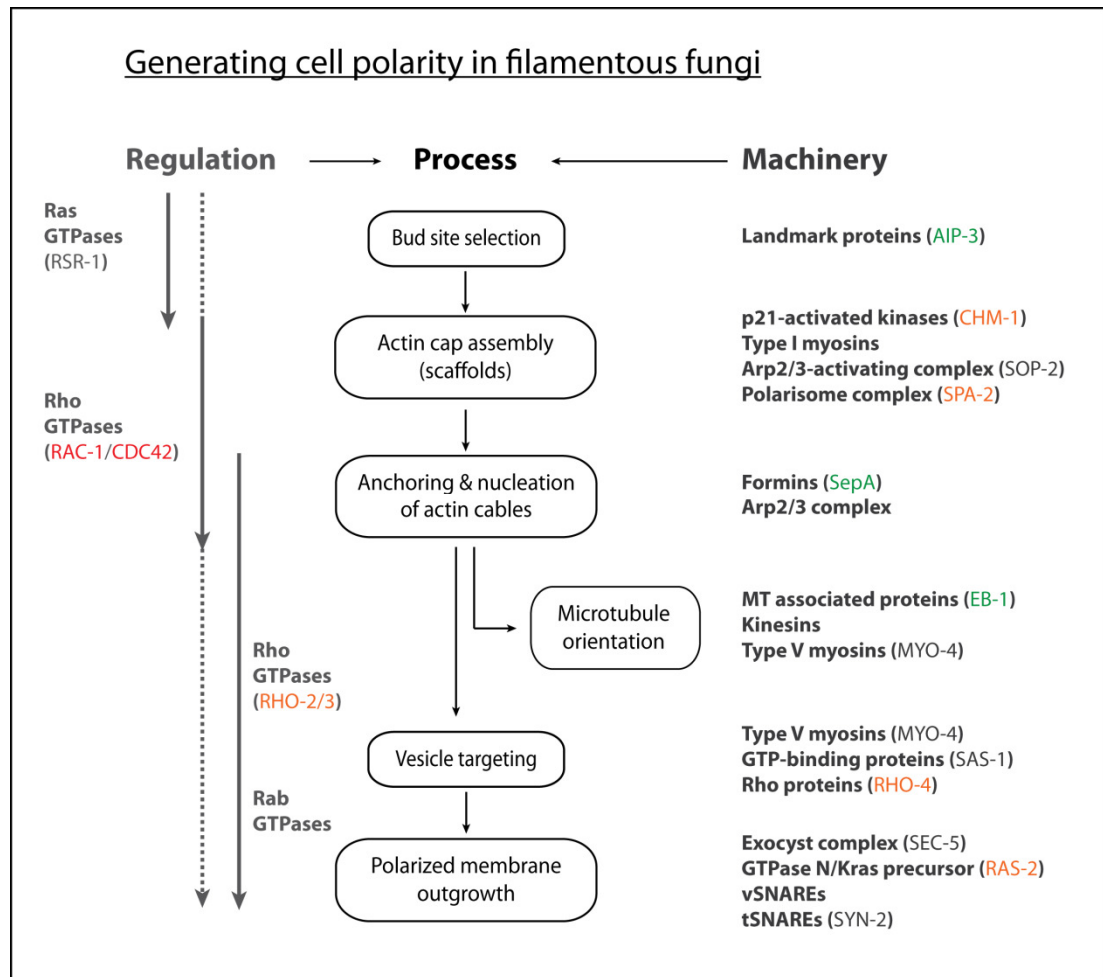 Generating cell polarity in filamentous fungi
Regulation
Process
Machinery
Ras
GTPases
(RSR-1)
Bud site selection
Landmark proteins (AIP-3)
Actin cap assembly
(scaffolds)
p21-activated kinases (CHM-1)
Type I myosins
Arp2/3-activating complex (SOP-2)
Polarisome complex (SPA-2)
Rho
GTPases
(RAC-1/CDC42)
Anchoring & nucleation
of actin cables
Formins (SepA)
Arp2/3 complex
Microtubule
orientation
MT associated proteins (EB-1)
Kinesins
Type V myosins (MYO-4)
Rho
GTPases
(RHO-2/3)
Vesicle targeting
Type V myosins (MYO-4)
GTP-binding proteins (SAS-1)
Rho proteins (RHO-4)
Rab
GTPases
Polarized membrane
outgrowth
Exocyst complex (SEC-5)
GTPase N/Kras precursor (RAS-2)
vSNAREs
tSNAREs (SYN-2)